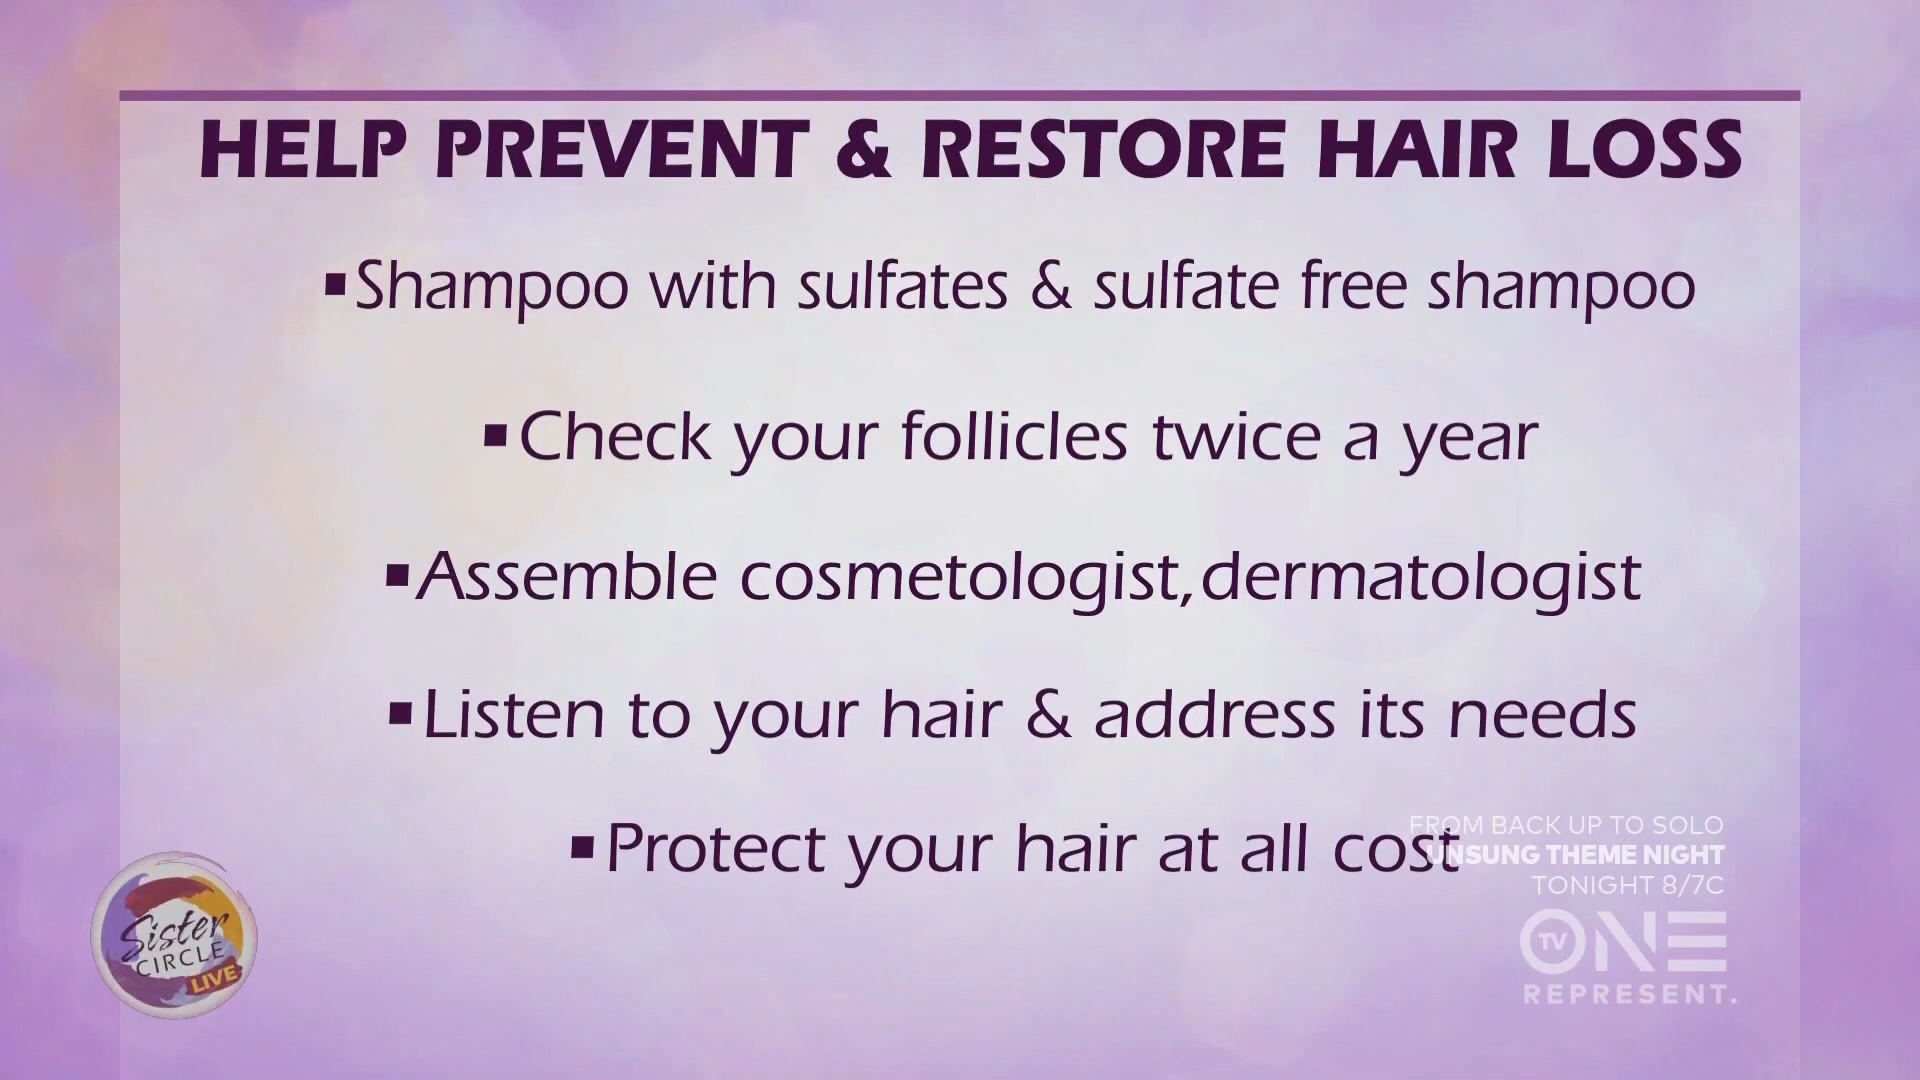 HELP PREVENT & RESTORE HAIR LOSS
▪Shampoo with sulfates & sulfate free shampoo
▪Check your follicles twice a year
▪Assemble cosmetologist,dermatologist
▪Listen to your hair & address its needs
▪Protect your hair at all cost
FROM BACK UP TO SOLO
UNSUNG THEME NIGHT
TONIGHT 8/7C
TV ONE
REPRESENT.
Sister
CIRCLE
LIVE